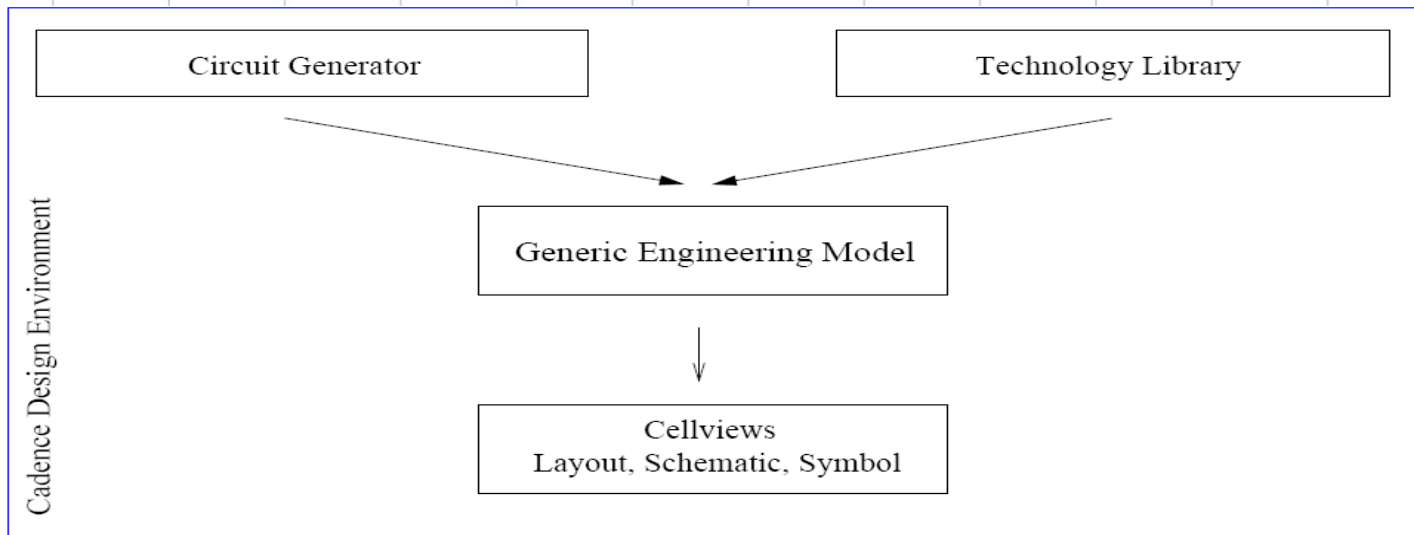 Circuit Generator
Technology Library
Cadence Design Environment
Generic Engineering Model
Cellviews
Layout, Schematic, Symbol